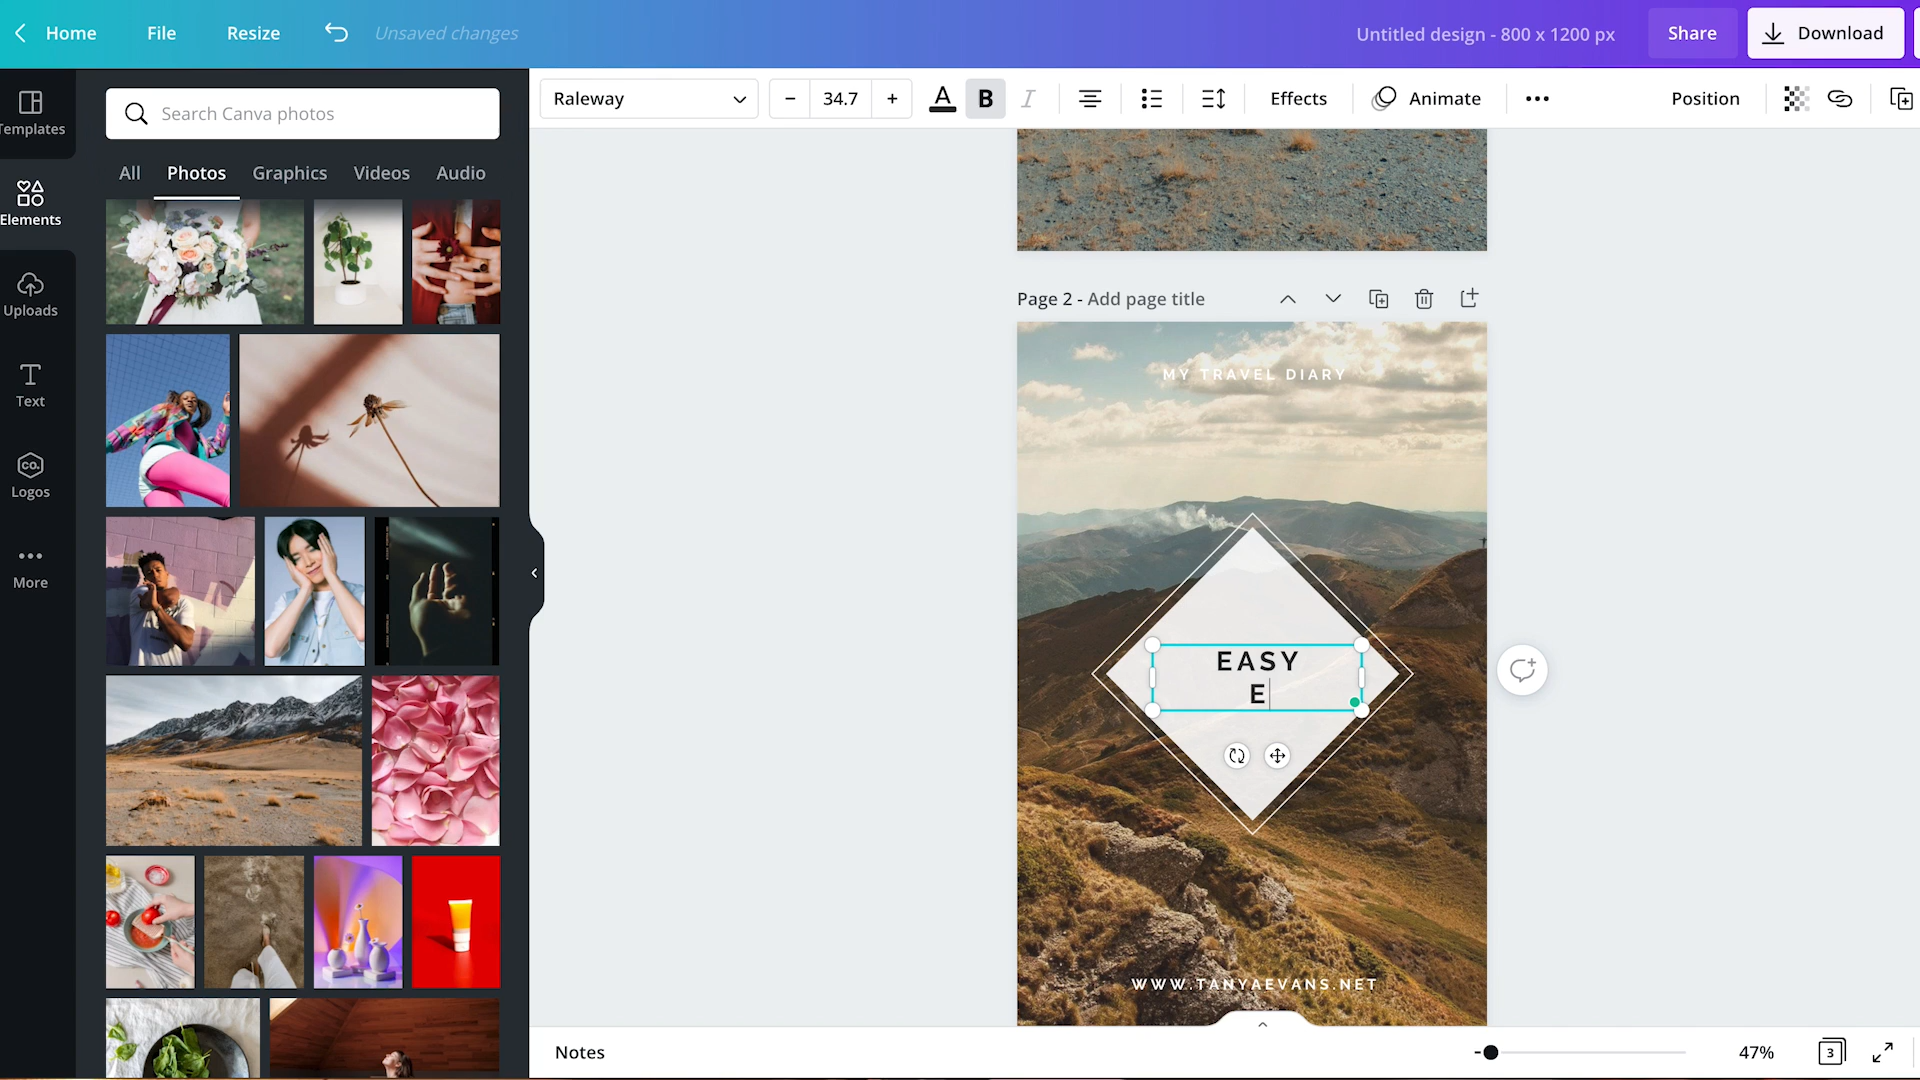 Home
File
Resize
Unsaved changes
Untitled design - 800 x 1200 px
Share
Download
Templates
Elements
Uploads
Text
CO.
Logos
More
Search Canva photos
All
Photos
Graphics
Videos
Audio
Raleway
- 34.7 +
A
B
I
Effects
Animate
Position
Page 2 - Add page title
MY TRAVEL DIARY
EASY
E
WWW.TANYAEVANS.NET
Notes
47%
3